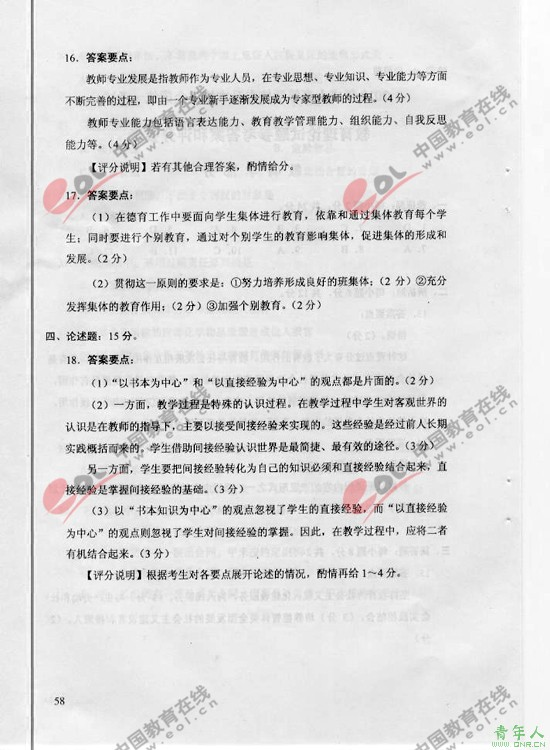 16．答案要点：
教师专业发展是指教师作为专业人员，在专业思想、专业知识、专业能力等方面
不断完善的过程，即由一个专业新手逐渐发展成为专家型教师的过程。（4 分）
教师专业能力包括语言表达能力、教育教学管理能力、组织能力、自我反思
能力等。（4 分）
【评分说明】若有其他合理答案，酌情给分。
17．答案要点：
（1）在德育工作中要面向学生集体进行教育，依靠和通过集体教育每个学
生；同时要进行个别教育，通过对个别学生的教育影响集体，促进集体的形成和
发展。（2 分）
（2）贯彻这一原则的要求是：①努力培养形成良好的班集体；（2 分）②充分
发挥集体的教育作用；（2 分）③加强个别教育。（2 分）
四、论述题：15 分。
18．答案要点：
（1）“以书本为中心”和“以直接经验为中心”的观点都是片面的。（2 分）
（2）一方面，教学过程是特殊的认识过程。在教学过程中学生对客观世界的
认识是在教师的指导下，主要以接受间接经验来实现的。这些经验是经过前人长期
实践概括而来的，学生借助间接经验认识世界是最简捷、最有效的途径。（3 分）
另一方面，学生要把间接经验转化为自己的知识必须和直接经验结合起来，直
接经验是掌握间接经验的基础。（3 分）
（3）以“书本知识为中心”的观点忽视了学生的直接经验，而“以直接经验
为中心”的观点则忽视了学生对间接经验的掌握。因此，在教学过程中，应将二者
有机结合起来。（3 分）
【评分说明】根据考生对各要点展开论述的情况，酌情再给 1～4 分。
58
中国教育在线
www.eol.cn
青年人
WWW.QNR.CN